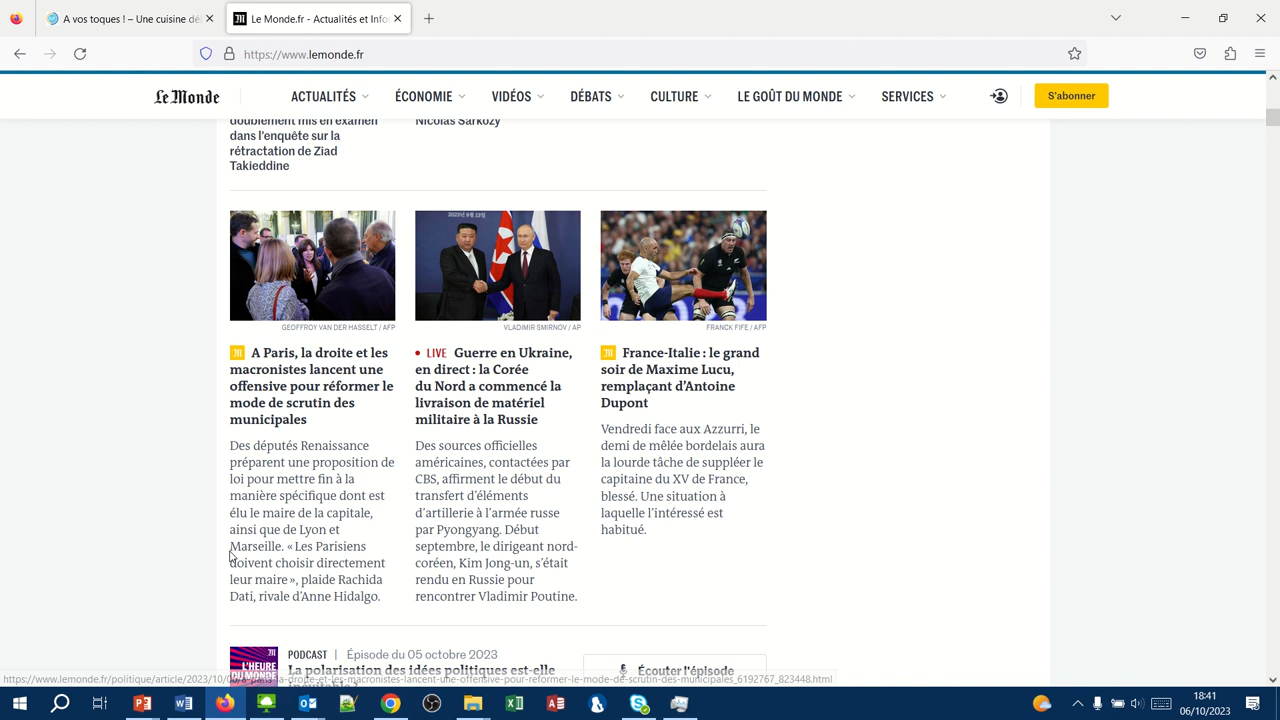 A vos toques ! – Une cuisine dé
Le Monde.fr - Actualités et Infos
https://www.lemonde.fr
Le Monde
ACTUALITÉS
ÉCONOMIE
VIDÉOS
DÉBATS
CULTURE
LE GOÛT DU MONDE
SERVICES
S'abonner
doublement mis en examen
dans l'enquête sur la
rétractation de Ziad
Takieddine
Nicolas Sarkozy
GEOFFROY VAN DER HASSELT / AFP
A Paris, la droite et les
macronistes lancent une
offensive pour réformer le
mode de scrutin des
municipales
Des députés Renaissance
préparent une proposition de
loi pour mettre fin à la
manière spécifique dont est
élu le maire de la capitale,
ainsi que de Lyon et
Marseille. « Les Parisiens
doivent choisir directement
leur maire », plaide Rachida
Dati, rivale d'Anne Hidalgo.
VLADIMIR SMIRNOV / AP
LIVE Guerre en Ukraine,
en direct : la Corée
du Nord a commencé la
livraison de matériel
militaire à la Russie
Des sources officielles
américaines, contactées par
CBS, affirment le début du
transfert d'éléments
d'artillerie à l'armée russe
par Pyongyang. Début
septembre, le dirigeant nord-
coréen, Kim Jong-un, s'était
rendu en Russie pour
rencontrer Vladimir Poutine.
FRANCK FIFE / AFP
France-Italie : le grand
soir de Maxime Lucu,
remplaçant d'Antoine
Dupont
Vendredi face aux Azzurri, le
demi de mêlée bordelais aura
la lourde tâche de suppléer le
capitaine du XV de France,
blessé. Une situation à
laquelle l'intéressé est
habitué.
L'HEURE
DU MONDE
PODCAST | Épisode du 05 octobre 2023
La polarisation des idées politiques est-elle
inévitable
Écouter l'épisode
18:41
06/10/2023